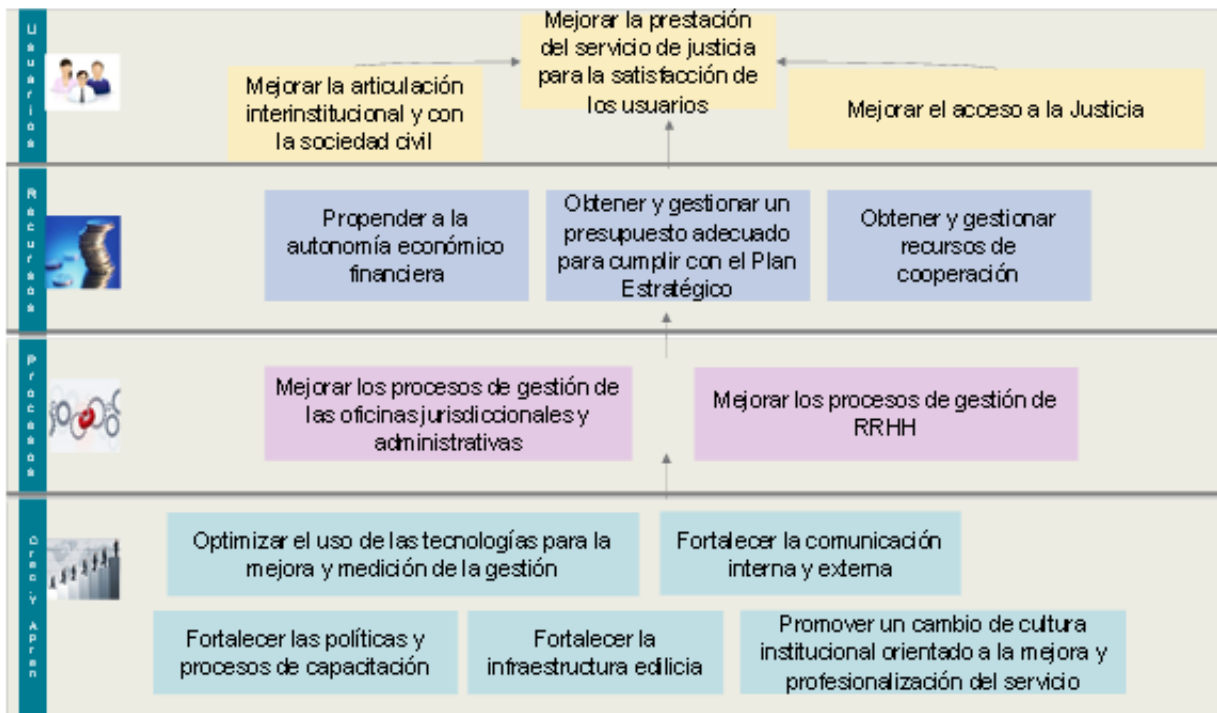 Usuarios
Mejorar la prestación
del servicio de justicia
para la satisfacción de
los usuarios
Mejorar la articulación
interinstitucional y con
la sociedad civil
Mejorar el acceso a la Justicia
Recursos
Propender a la
autonomía económico
financiera
Obtener y gestionar un
presupuesto adecuado
para cumplir con el Plan
Estratégico
Obtener y gestionar
recursos de
cooperación
Procesos
Mejorar los procesos de gestión de
las oficinas jurisdiccionales y
administrativas
Mejorar los procesos de gestión de
RRHH
Crec. y Apren
Optimizar el uso de las tecnologías para la
mejora y medición de la gestión
Fortalecer la comunicación
interna y externa
Fortalecer las políticas y
procesos de capacitación
Fortalecer la
infraestructura edilicia
Promover un cambio de cultura
institucional orientado a la mejora y
profesionalización del servicio